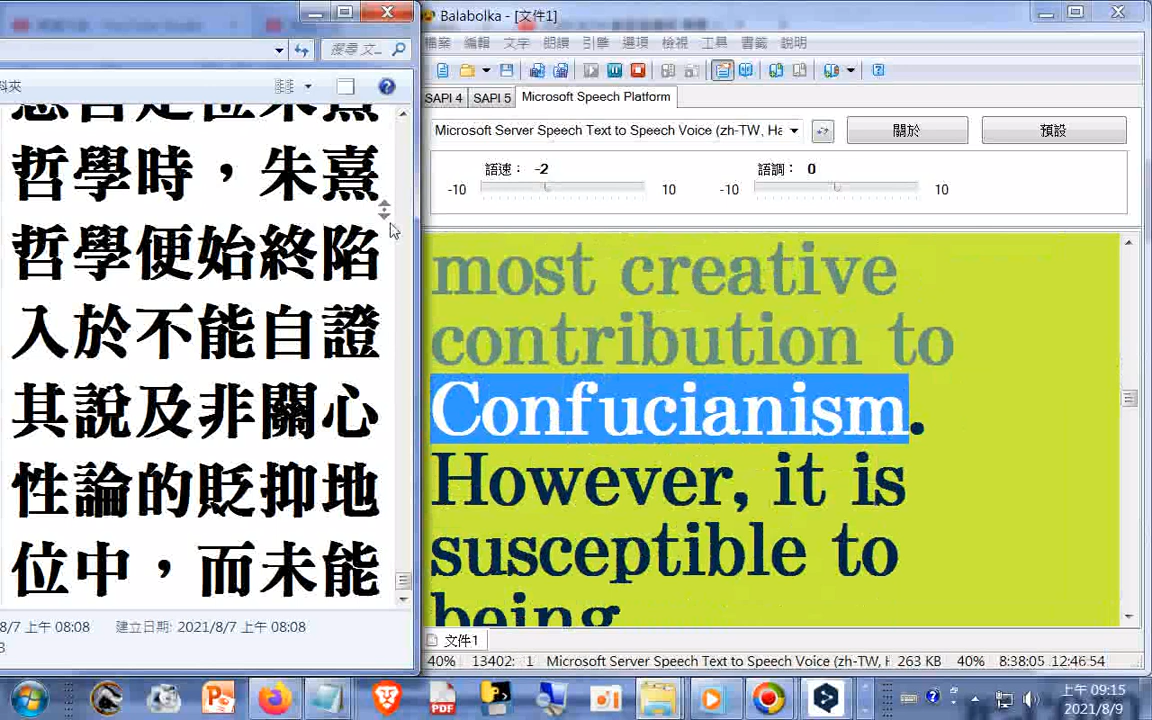 搜尋 文...
料夾
意旨定位朱熹
哲學時，朱熹
哲學便始終陷
入於不能自證
其說及非關心
性論的貶抑地
位中，而未能
8/7 上午 08:08 建立日期: 2021/8/7 上午 08:08
Balabolka - [文件1]
檔案 編輯 文字 朗讀 引擎 選項 檢視 工具 書籤 說明
SAPI 4 SAPI 5 Microsoft Speech Platform
Microsoft Server Speech Text to Speech Voice (zh-TW, Ha
關於 預設
語速： -2 語調： 0
-10 10 -10 10
most creative
contribution to
Confucianism.
However, it is
susceptible to
being
文件1
40% 13402: 1 Microsoft Server Speech Text to Speech Voice (zh-TW, H 263 KB 40% 8:38:05 12:46:54
上午 09:15
2021/8/9